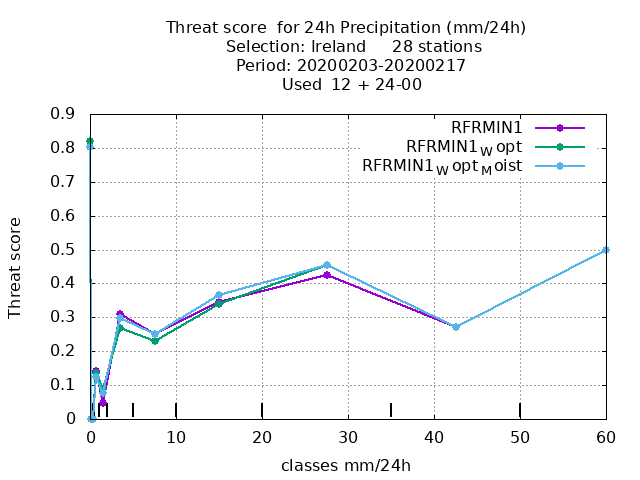 Threat score  for 24h Precipitation (mm/24h)
Selection: Ireland     28 stations
Period: 20200203-20200217
Used  12 + 24-00
RFRMIN1
RFRMIN1Wopt
RFRMIN1WoptMoist
0.9
0.8
0.7
0.6
0.5
0.4
0.3
0.2
0.1
0
Threat score
0 10 20 30 40 50 60
classes mm/24h